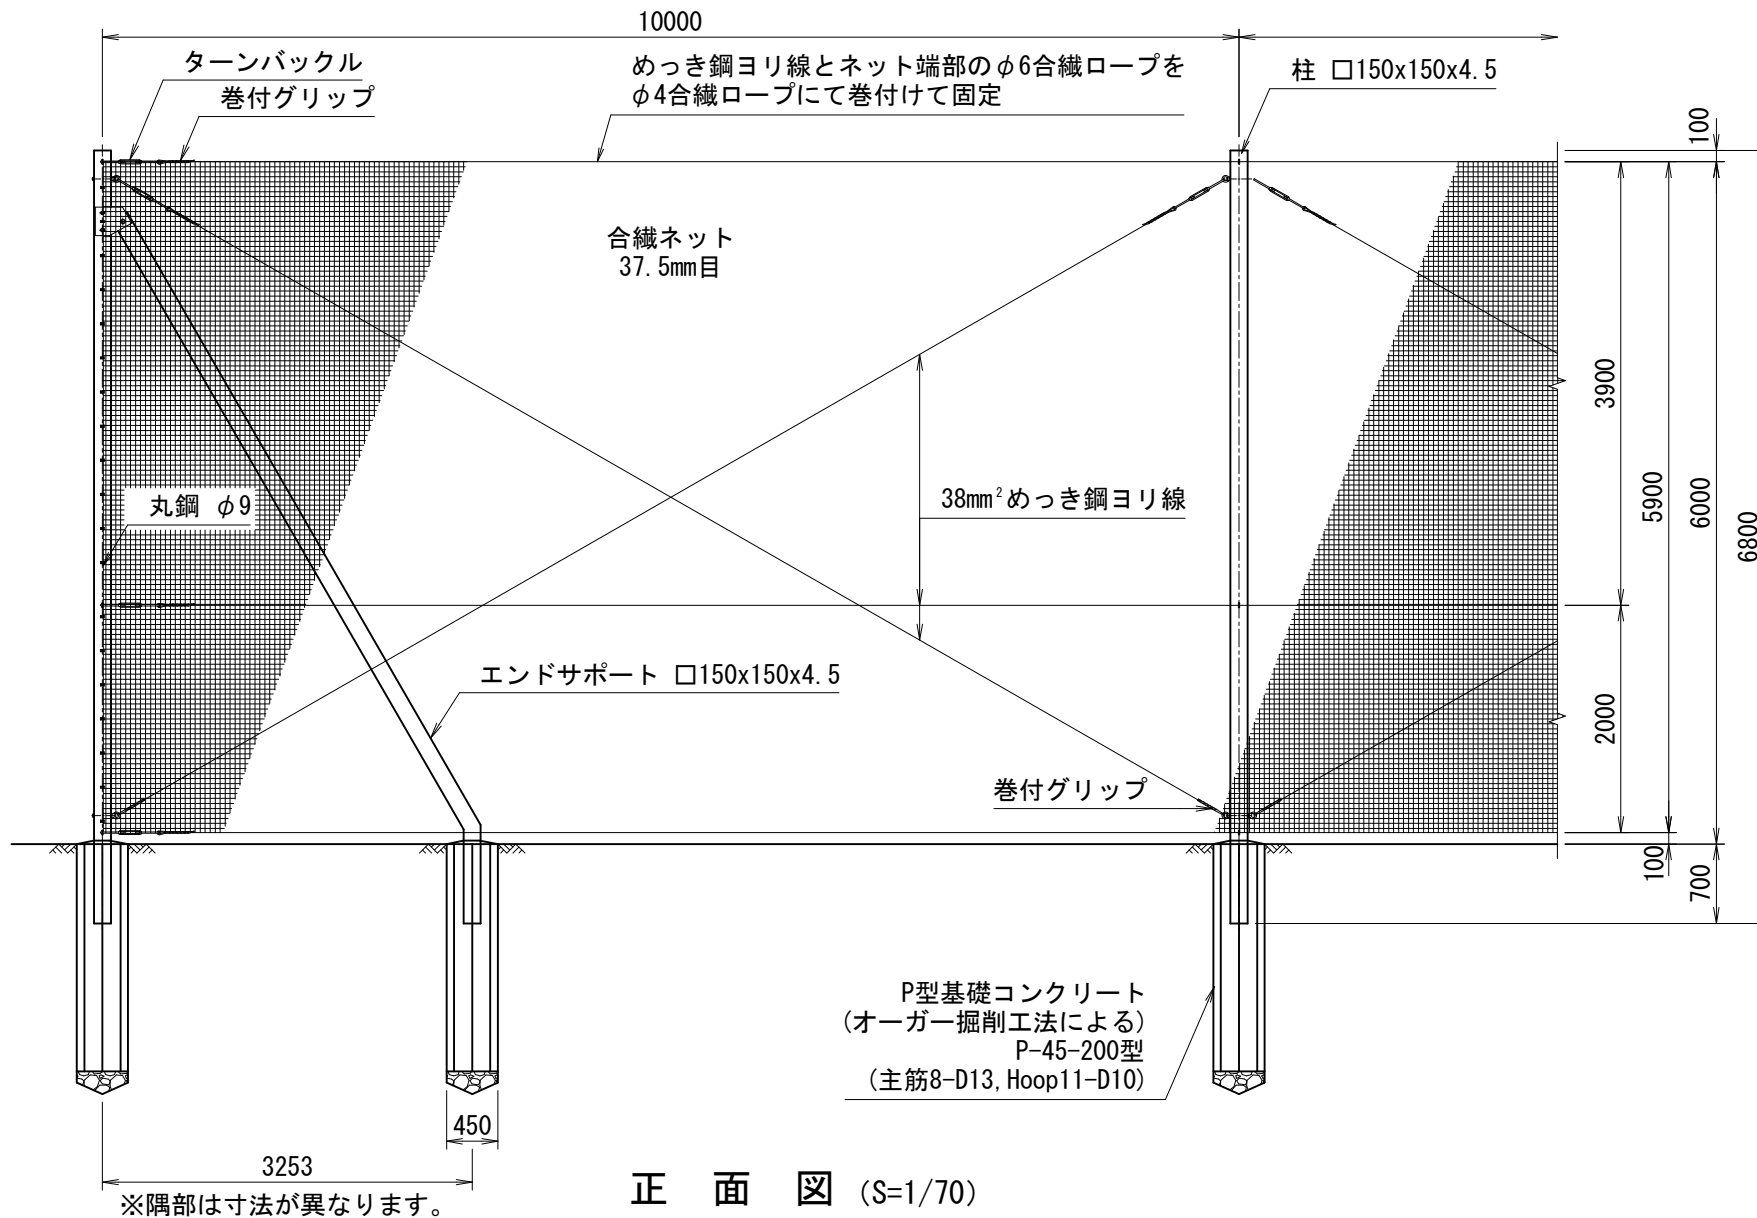 10000
ターンバックル
巻付グリップ
めっき鋼ヨリ線とネット端部のφ6合繊ロープを
φ4合繊ロープにて巻付けて固定
柱 □150x150x4.5
100
合繊ネット
37.5mm目
3900
丸鋼 φ9
38mm²めっき鋼ヨリ線
5900
6000
6800
エンドサポート □150x150x4.5
2000
巻付グリップ
100
700
P型基礎コンクリート
(オーガー掘削工法による)
P-45-200型
(主筋8-D13,Hoop11-D10)
450
3253
※隅部は寸法が異なります。
正 面 図 (S=1/70)